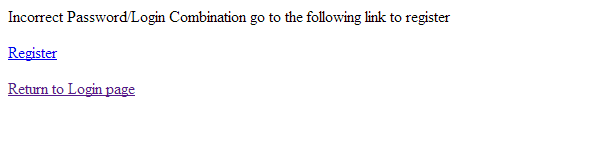 Incorrect Password/Login Combination go to the following link to register
Register
Return to Login page